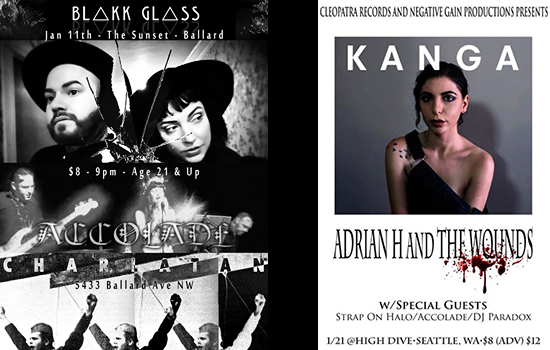 BLAKK GLASS
Jan 11th - The Sunset - Ballard
$8 - 9pm - Age 21 & Up
ACCOLADE
CHARLATAN
5433 Ballard Ave NW
CLEOPATRA RECORDS AND NEGATIVE GAIN PRODUCTIONS PRESENTS
KANGA
ADRIAN H AND THE WOUNDS
W/SPECIAL GUESTS
STRAP ON HALO/ACCOLADE/DJ PARADOX
1/21 @HIGH DIVE•SEATTLE, WA•$8 (ADV) $12